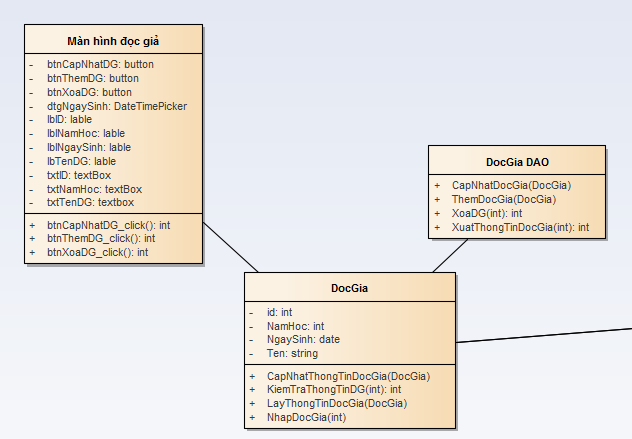 Màn hình đọc giả
- btnCapNhatDG: button
- btnThemDG: button
- btnXoaDG: button
- dtgNgaySinh: DateTimePicker
- lblD: lable
- lblNamHoc: lable
- lblNgaySinh: lable
- lbTenDG: lable
- txtID: textBox
- txtNamHoc: textBox
- txtTenDG: textbox
+ btnCapNhatDG_click(): int
+ btnThemDG_click(): int
+ btnXoaDG_click(): int
DocGia DAO
+ CapNhatDocGia(DocGia)
+ ThemDocGia(DocGia)
+ XoaDG(int): int
+ XuatThongTinDocGia(int): int
DocGia
- id: int
- NamHoc: int
- NgaySinh: date
- Ten: string
+ CapNhatThongTinDocGia(DocGia)
+ KiemTraThongTinDG(int): int
+ LayThongTinDocGia(DocGia)
+ NhapDocGia(int)